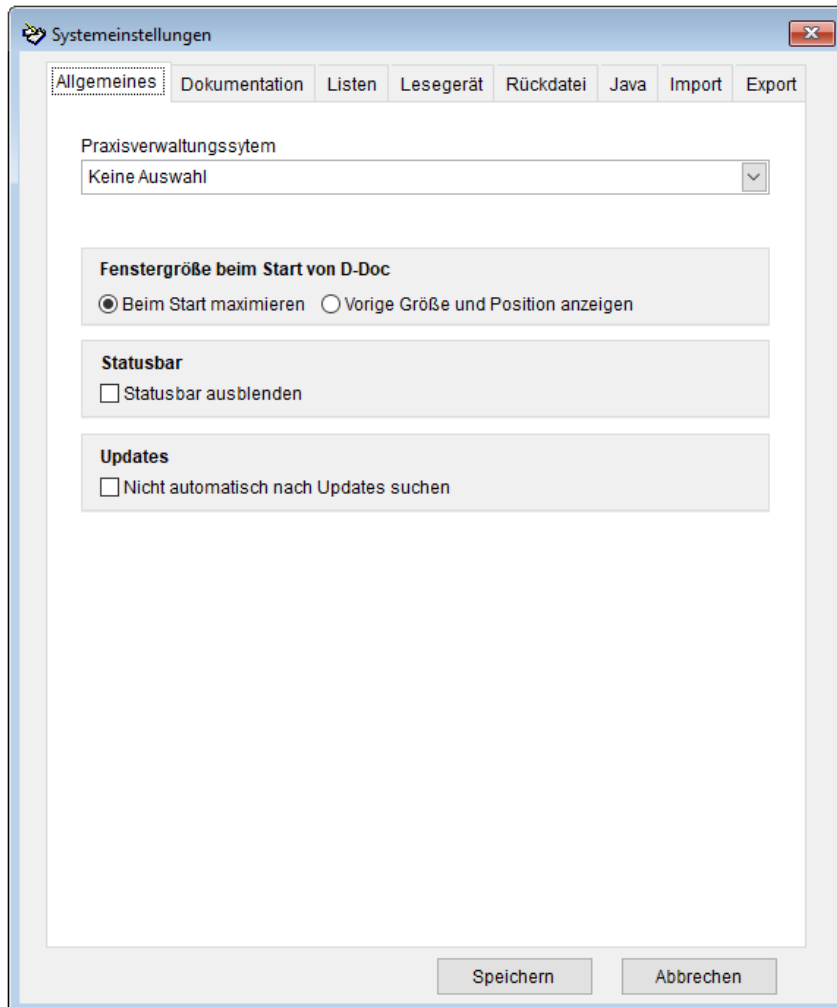 Systemeinstellungen
Allgemeines Dokumentation Listen Lesegerät Rückdatei Java Import Export
Praxisverwaltungssytem
Keine Auswahl
Fenstergröße beim Start von D-Doc
Beim Start maximieren Vorige Größe und Position anzeigen
Statusbar
Statusbar ausblenden
Updates
Nicht automatisch nach Updates suchen
Speichern Abbrechen